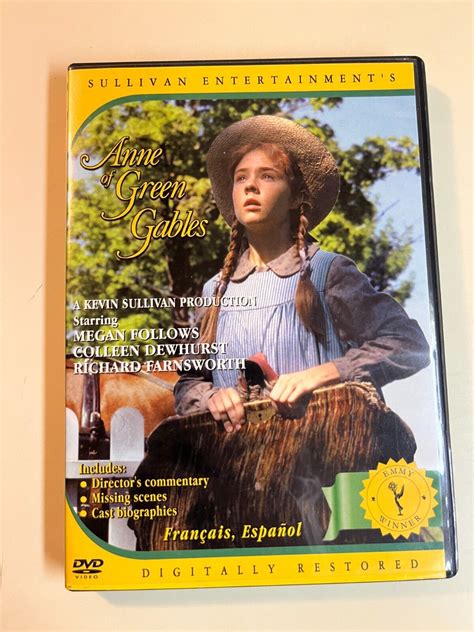 SULLIVAN ENTERTAINMENT'S
Anne
of Green
Gables
A KEVIN SULLIVAN PRODUCTION
Starring
MEGAN FOLLOWS
COLLEEN DEWHURST
RICHARD FARNSWORTH
Includes:
• Director's commentary
• Missing scenes
• Cast biographies
EMMY
WINNER
Français, Español
DVD
VIDEO
DIGITALLY RESTORED